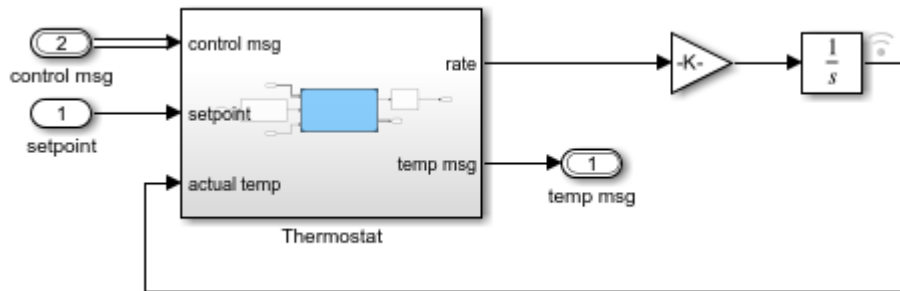 2
control msg
1
setpoint
control msg
setpoint
actual temp
rate
temp msg
Thermostat
1
temp msg
-K-
1
s